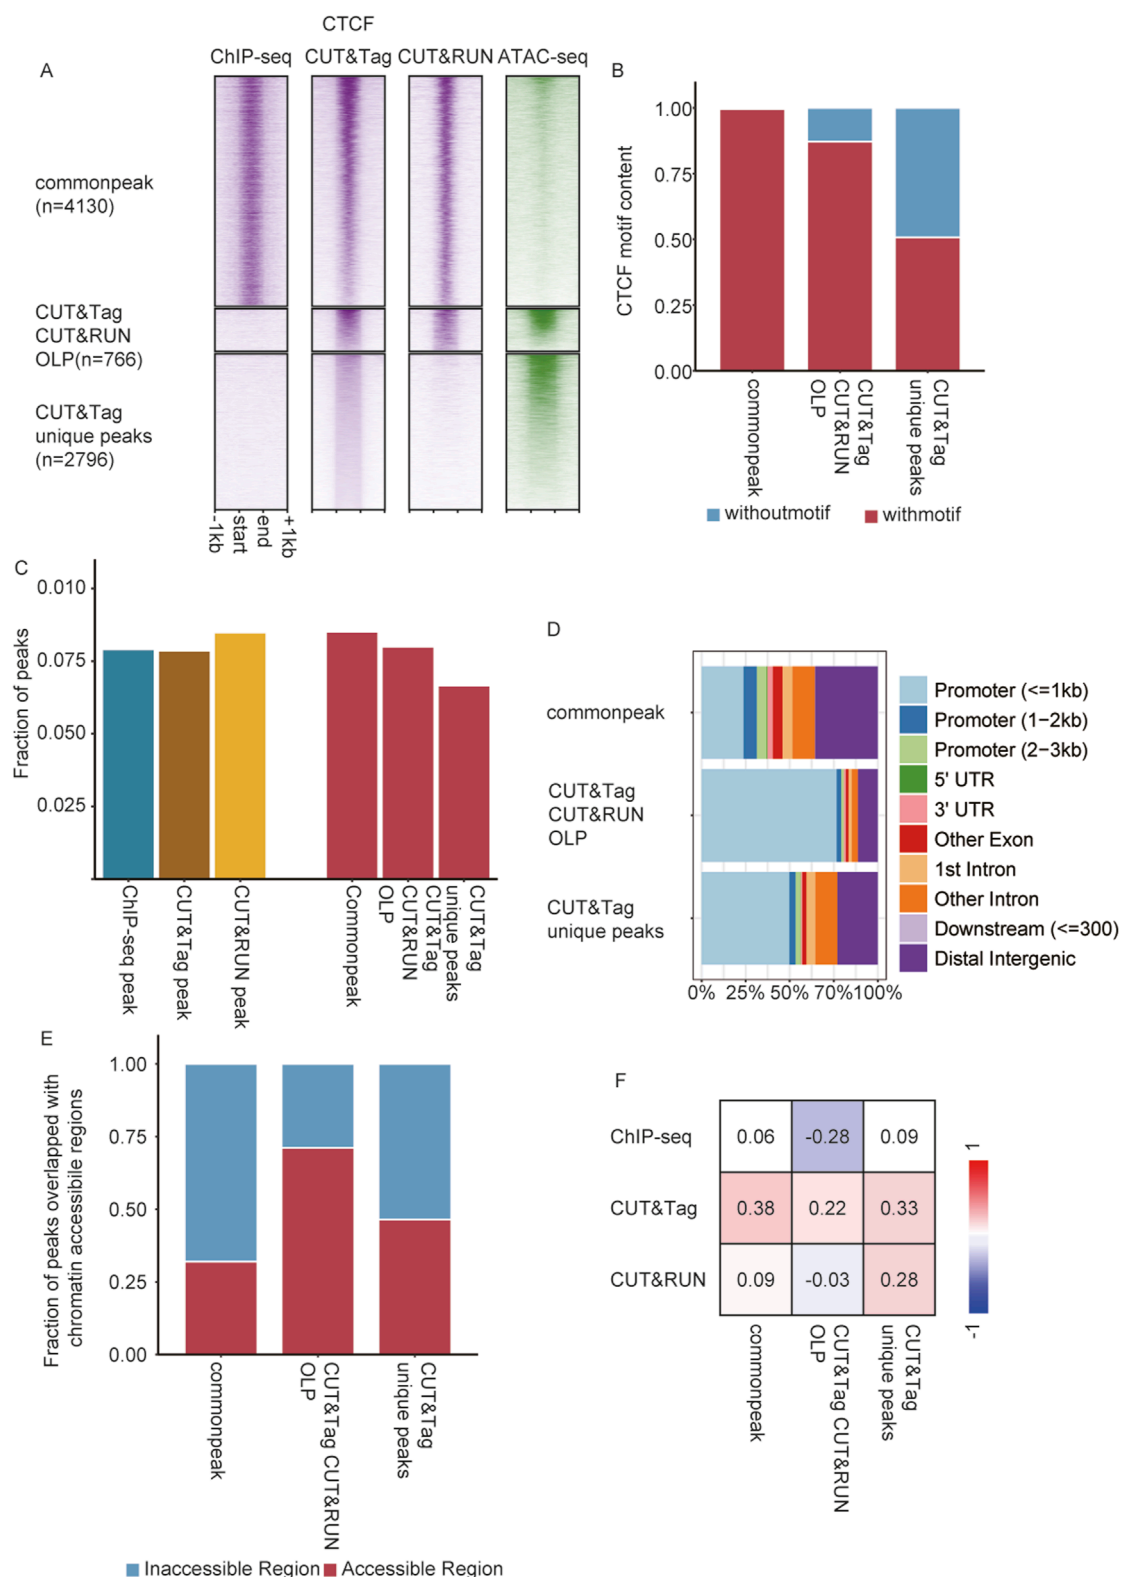 CTCF
ChIP-seq CUT&Tag CUT&RUN ATAC-seq
A
commonpeak
(n=4130)
CUT&Tag
CUT&RUN
OLP(n=766)
CUT&Tag
unique peaks
(n=2796)
-1kb
start
end
+1kb
B
CTCF motif content
1.00
0.75
0.50
0.25
0.00
commonpeak
CUT&Tag
CUT&RUN
OLP
CUT&Tag
unique peaks
withoutmotif
withmotif
C
Fraction of peaks
0.010
0.075
0.050
0.025
ChIP-seq peak
CUT&Tag peak
CUT&RUN peak
Commonpeak
CUT&Tag
CUT&RUN
OLP
CUT&Tag
unique peaks
D
commonpeak
CUT&Tag
CUT&RUN
OLP
CUT&Tag
unique peaks
0% 25% 50% 70% 100%
Promoter (<=1kb)
Promoter (1−2kb)
Promoter (2−3kb)
5' UTR
3' UTR
Other Exon
1st Intron
Other Intron
Downstream (<=300)
Distal Intergenic
E
Fraction of peaks overlapped with
chromatin accessibile regions
1.00
0.75
0.50
0.25
0.00
commonpeak
CUT&Tag CUT&RUN
OLP
CUT&Tag
unique peaks
Inaccessible Region
Accessible Region
F
ChIP-seq 0.06 -0.28 0.09
CUT&Tag 0.38 0.22 0.33
CUT&RUN 0.09 -0.03 0.28
commonpeak
CUT&Tag CUT&RUN
OLP
CUT&Tag
unique peaks
1
-1